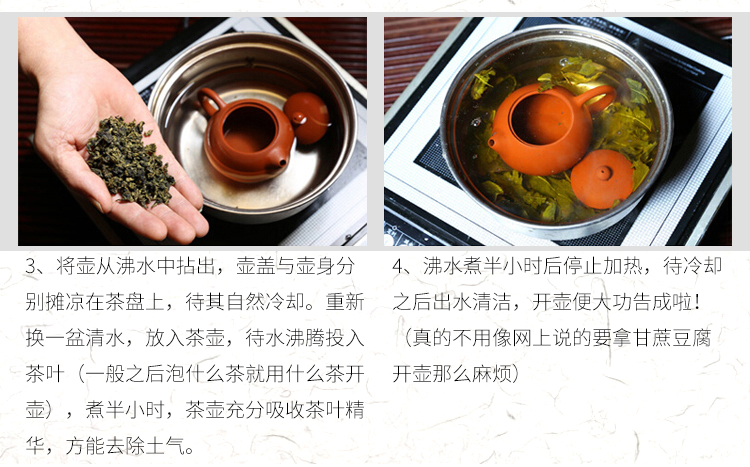 3、将壶从沸水中拈出，壶盖与壶身分
别摊凉在茶盘上，待其自然冷却。重新
换一盆清水，放入茶壶，待水沸腾投入
茶叶（一般之后泡什么茶就用什么茶开
壶），煮半小时，茶壶充分吸收茶叶精
华，方能去除土气。
4、沸水煮半小时后停止加热，待冷却
之后出水清洁，开壶便大功告成啦！
（真的不用像网上说的要拿甘蔗豆腐
开壶那么麻烦）